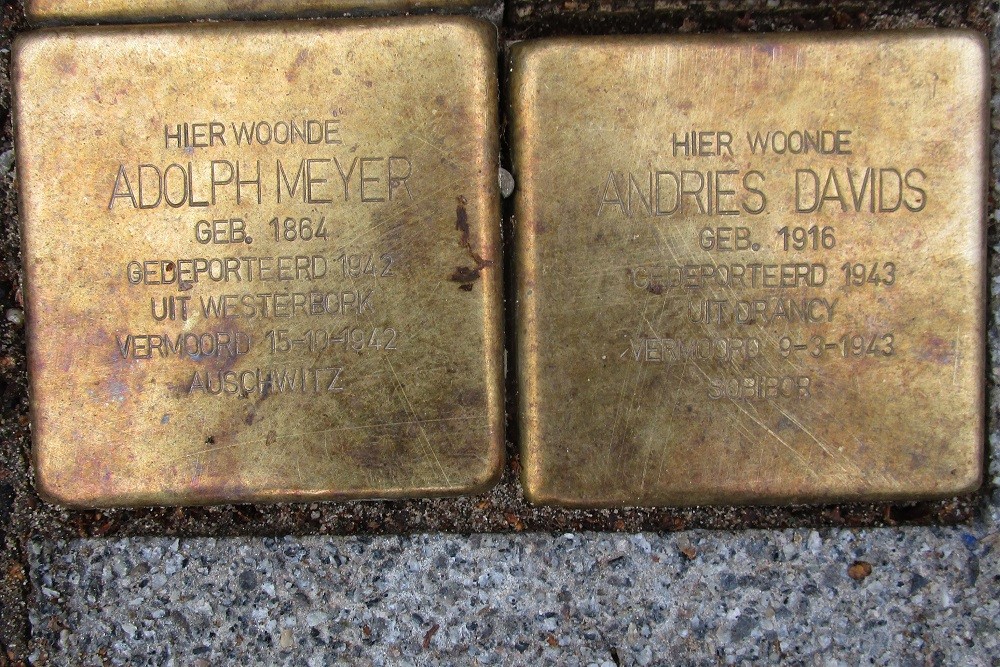 HIER WOONDE
ADOLPH MEYER
GEB. 1864
GEDEPORTEERD 1942
UIT WESTERBORK
VERMOORD 15-10-1942
AUSCHWITZ
HIER WOONDE
ANDRIES DAVIDS
GEB. 1916
GEDEPORTEERD 1943
UIT DRANCY
VERMOORD 9-3-1943
SOBIBOR